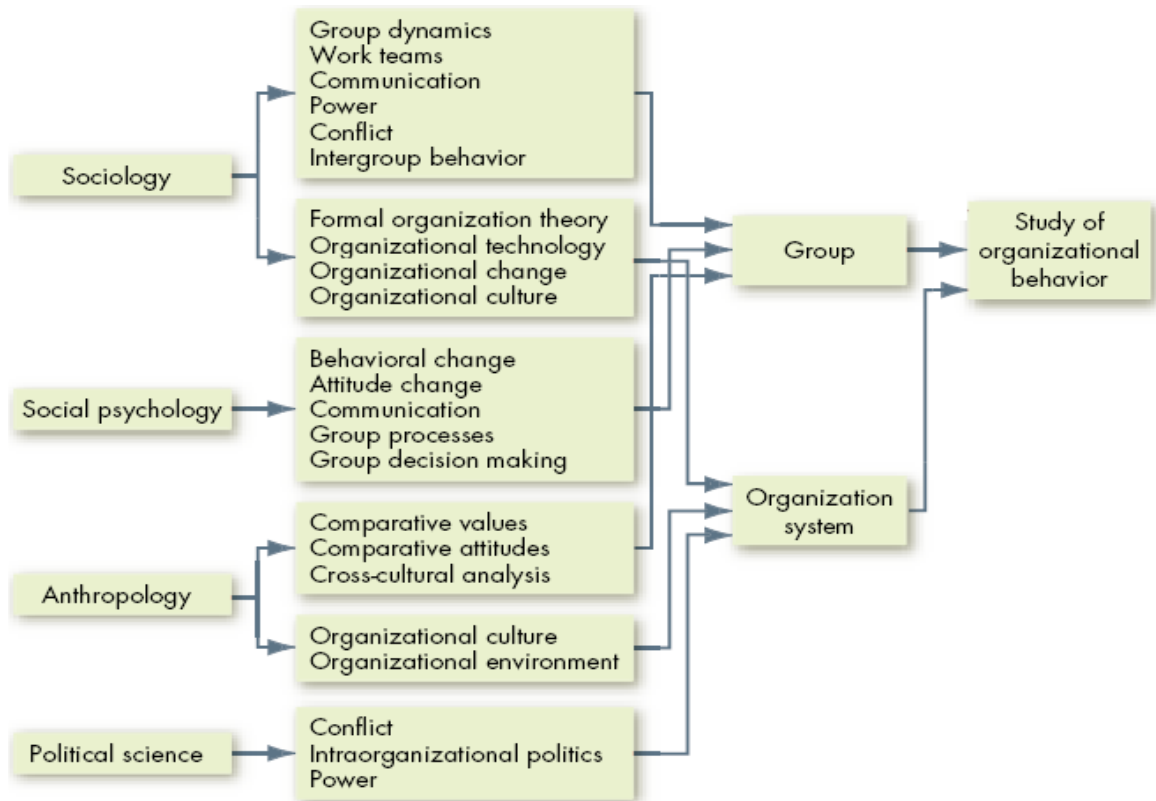 Sociology
Group dynamics
Work teams
Communication
Power
Conflict
Intergroup behavior
Formal organization theory
Organizational technology
Organizational change
Organizational culture
Social psychology
Behavioral change
Attitude change
Communication
Group processes
Group decision making
Anthropology
Comparative values
Comparative attitudes
Cross-cultural analysis
Organizational culture
Organizational environment
Political science
Conflict
Intraorganizational politics
Power
Group
Organization
system
Study of
organizational
behavior